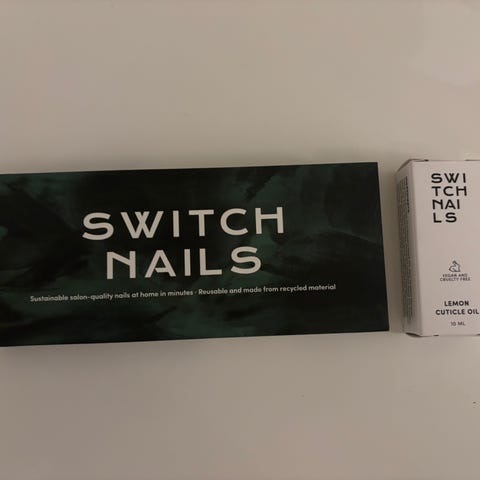 SWITCH
NAILS
Sustainable salon-quality nails at home in minutes · Reusable and made from recycled material
SWI
TCH
NAI
LS
VEGAN AND
CRUELTY FREE
LEMON
CUTICLE OIL
10 ML